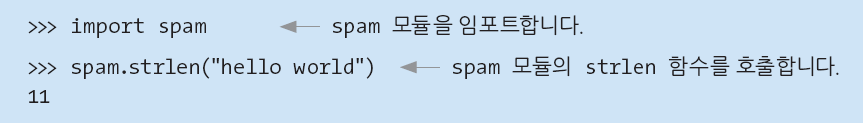 >>> import spam ← spam 모듈을 임포트합니다.
>>> spam.strlen("hello world") ← spam 모듈의 strlen 함수를 호출합니다.
11